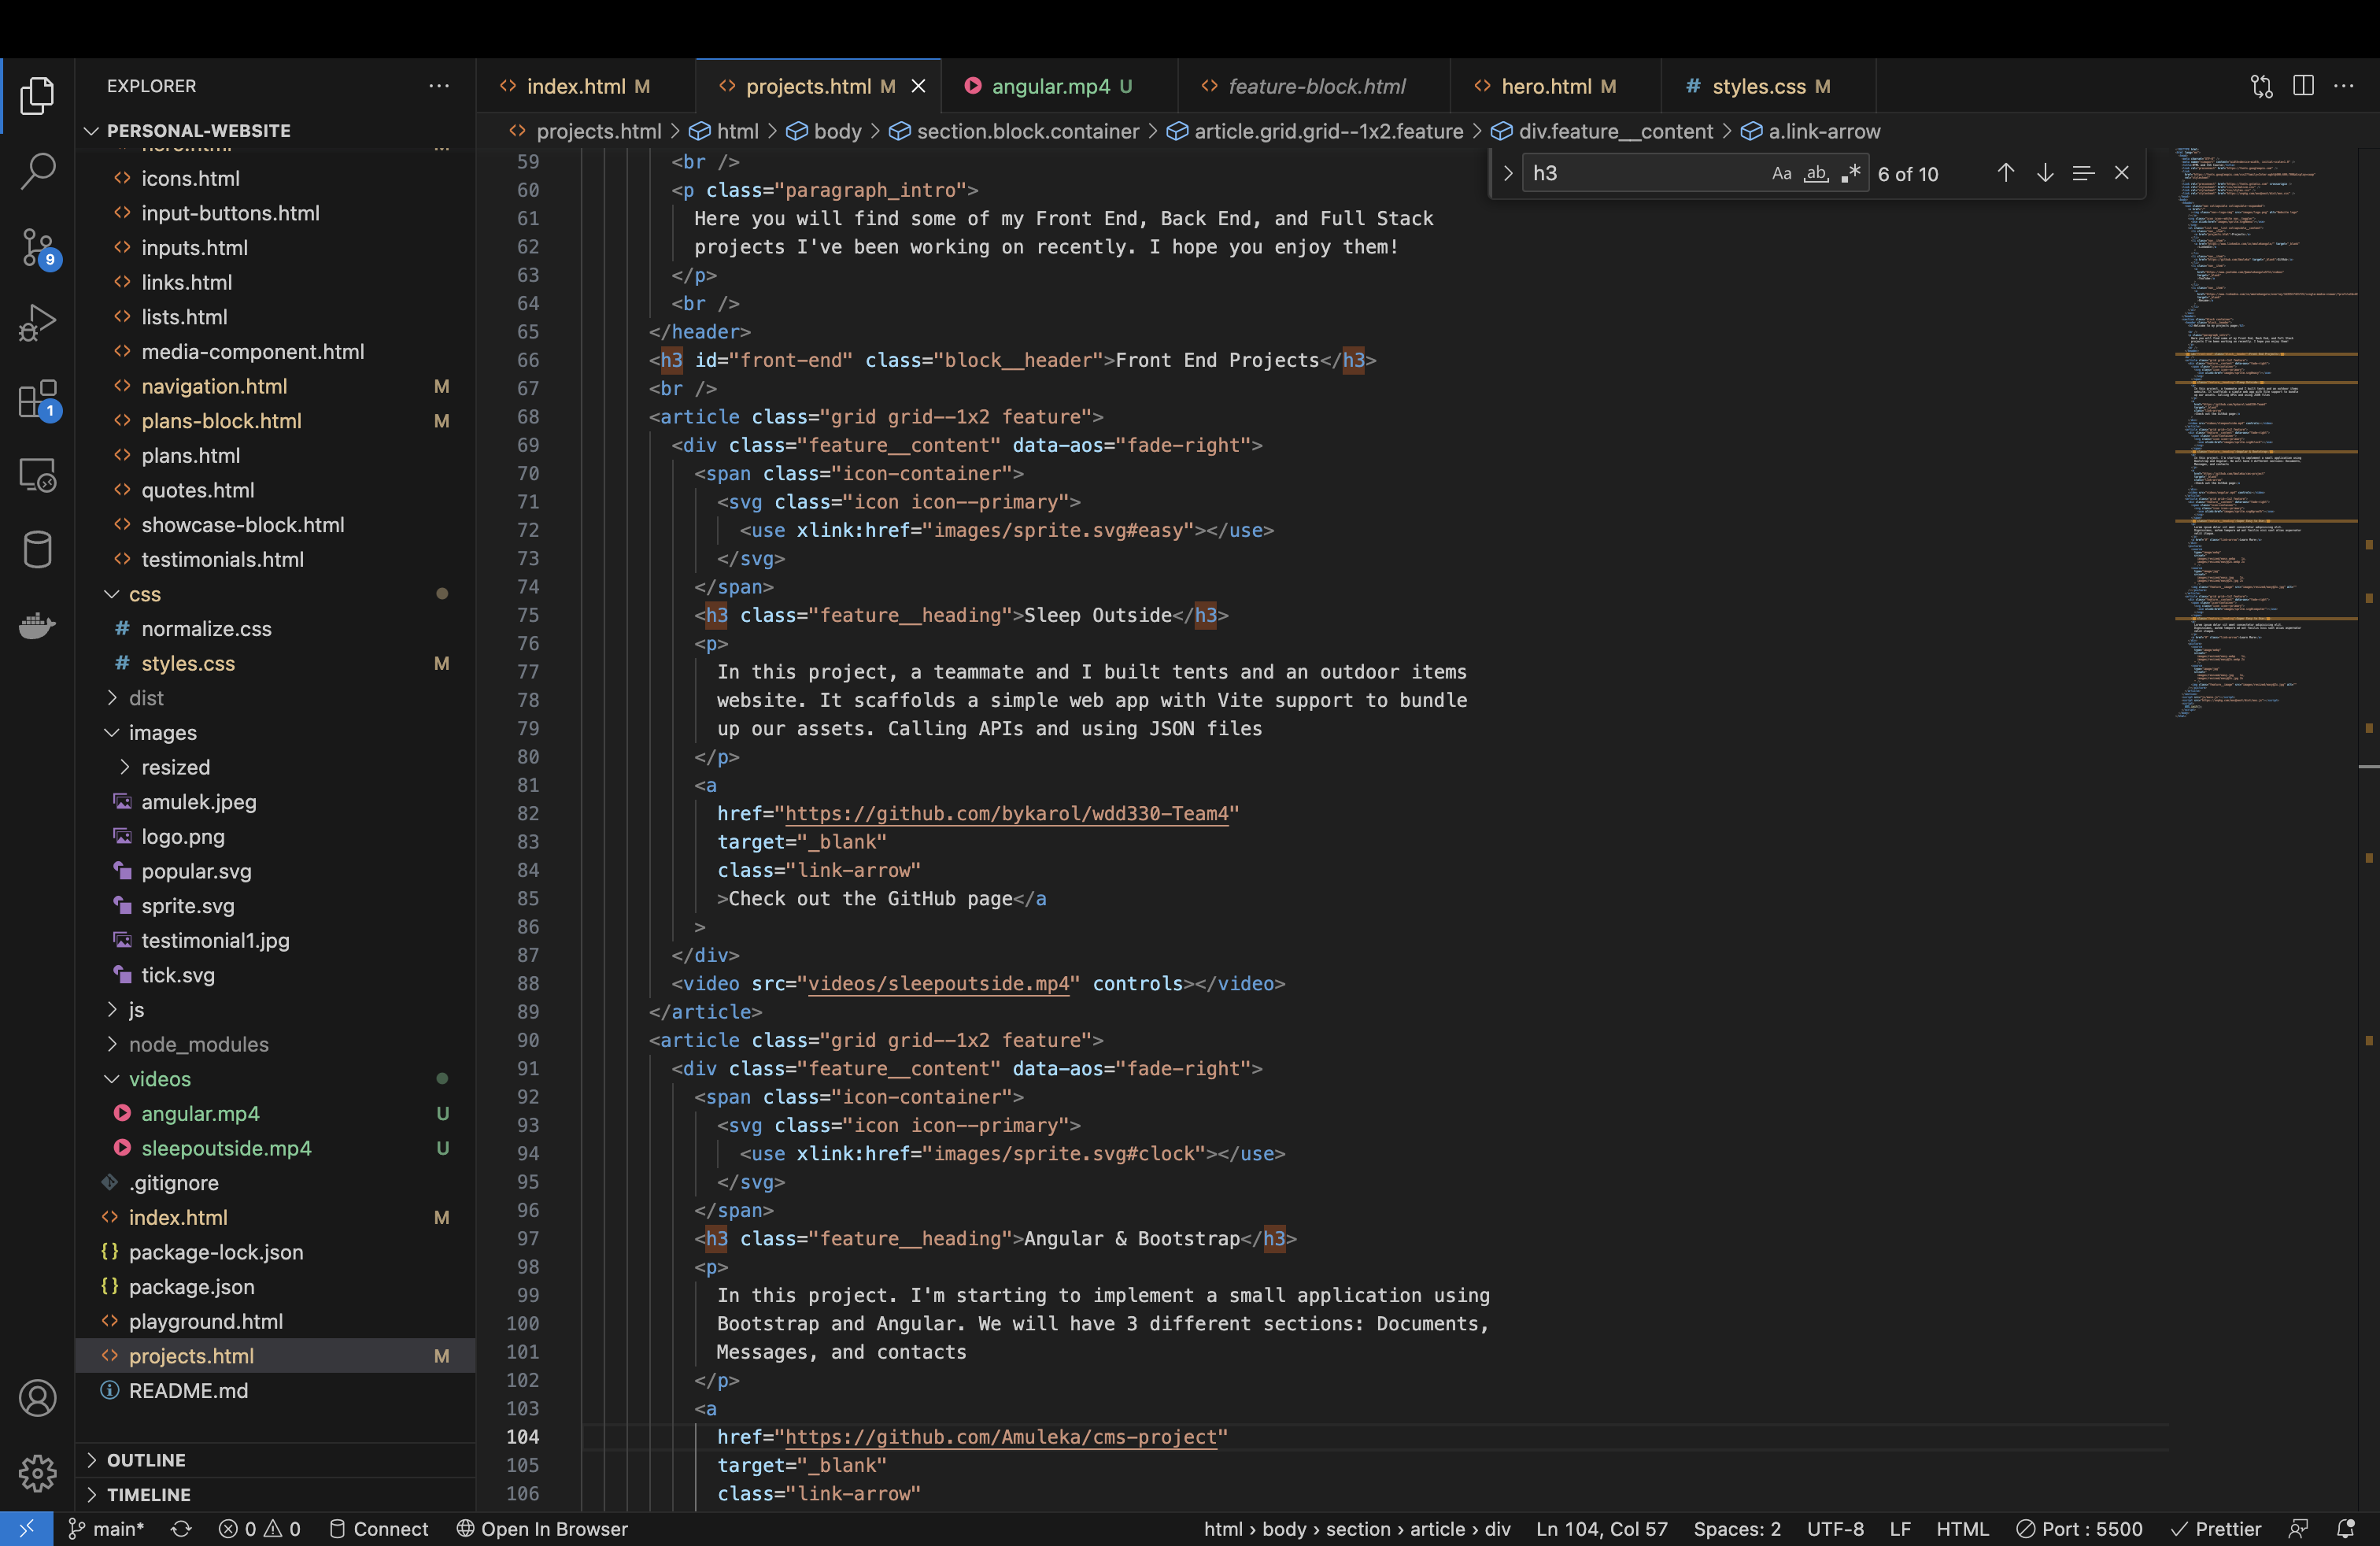 EXPLORER
PERSONAL-WEBSITE
hero.html M
icons.html
input-buttons.html
inputs.html
links.html
lists.html
media-component.html
navigation.html M
plans-block.html M
plans.html
quotes.html
showcase-block.html
testimonials.html
css
normalize.css
styles.css M
dist
images
resized
amulek.jpeg
logo.png
popular.svg
sprite.svg
testimonial1.jpg
tick.svg
js
node_modules
videos
angular.mp4 U
sleepoutside.mp4 U
.gitignore
index.html M
package-lock.json
package.json
playground.html
projects.html M
README.md
OUTLINE
TIMELINE
9
1
index.html M projects.html M angular.mp4 U feature-block.html hero.html M styles.css M
projects.html > html > body > section.block.container > article.grid.grid--1x2.feature > div.feature__content > a.link-arrow
h3 Aa ab .* 6 of 10
59 <br />
60 <p class="paragraph_intro">
61 Here you will find some of my Front End, Back End, and Full Stack
62 projects I've been working on recently. I hope you enjoy them!
63 </p>
64 <br />
65 </header>
66 <h3 id="front-end" class="block__header">Front End Projects</h3>
67 <br />
68 <article class="grid grid--1x2 feature">
69 <div class="feature__content" data-aos="fade-right">
70 <span class="icon-container">
71 <svg class="icon icon--primary">
72 <use xlink:href="images/sprite.svg#easy"></use>
73 </svg>
74 </span>
75 <h3 class="feature__heading">Sleep Outside</h3>
76 <p>
77 In this project, a teammate and I built tents and an outdoor items
78 website. It scaffolds a simple web app with Vite support to bundle
79 up our assets. Calling APIs and using JSON files
80 </p>
81 <a
82 href="https://github.com/bykarol/wdd330-Team4"
83 target="_blank"
84 class="link-arrow"
85 >Check out the GitHub page</a
86 >
87 </div>
88 <video src="videos/sleepoutside.mp4" controls></video>
89 </article>
90 <article class="grid grid--1x2 feature">
91 <div class="feature__content" data-aos="fade-right">
92 <span class="icon-container">
93 <svg class="icon icon--primary">
94 <use xlink:href="images/sprite.svg#clock"></use>
95 </svg>
96 </span>
97 <h3 class="feature__heading">Angular & Bootstrap</h3>
98 <p>
99 In this project. I'm starting to implement a small application using
100 Bootstrap and Angular. We will have 3 different sections: Documents,
101 Messages, and contacts
102 </p>
103 <a
104 href="https://github.com/Amuleka/cms-project"
105 target="_blank"
106 class="link-arrow"
main* 0 0 Connect Open In Browser html › body › section › article › div Ln 104, Col 57 Spaces: 2 UTF-8 LF HTML Port : 5500 Prettier